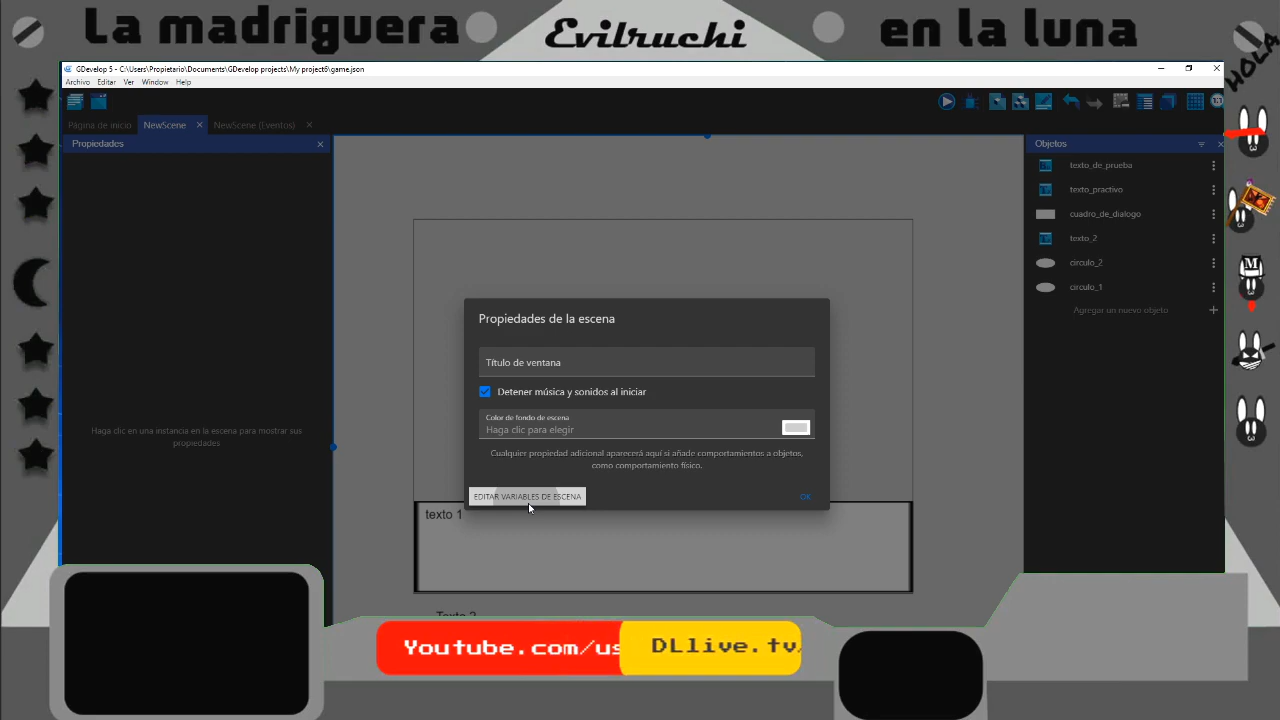 La madriguera
Evilruchi
en la luna
HOLA
GDevelop 5 - C:\Users\Propietario\Documents\GDevelop projects\My project6\game.json
Archivo Editar Ver Window Help
1:1
Página de inicio
NewScene
NewScene (Eventos)
Propiedades
Haga clic en una instancia en la escena para mostrar sus
propiedades
Propiedades de la escena
Título de ventana
Detener música y sonidos al iniciar
Color de fondo de escena
Haga clic para elegir
Cualquier propiedad adicional aparecerá aquí si añade comportamientos a objetos,
como comportamiento físico.
EDITAR VARIABLES DE ESCENA
OK
texto 1
Texto 2
Objetos
texto_de_prueba
texto_practivo
cuadro_de_dialogo
texto_2
circulo_2
circulo_1
Agregar un nuevo objeto
M
Youtube.com/us
DLlive.tv/